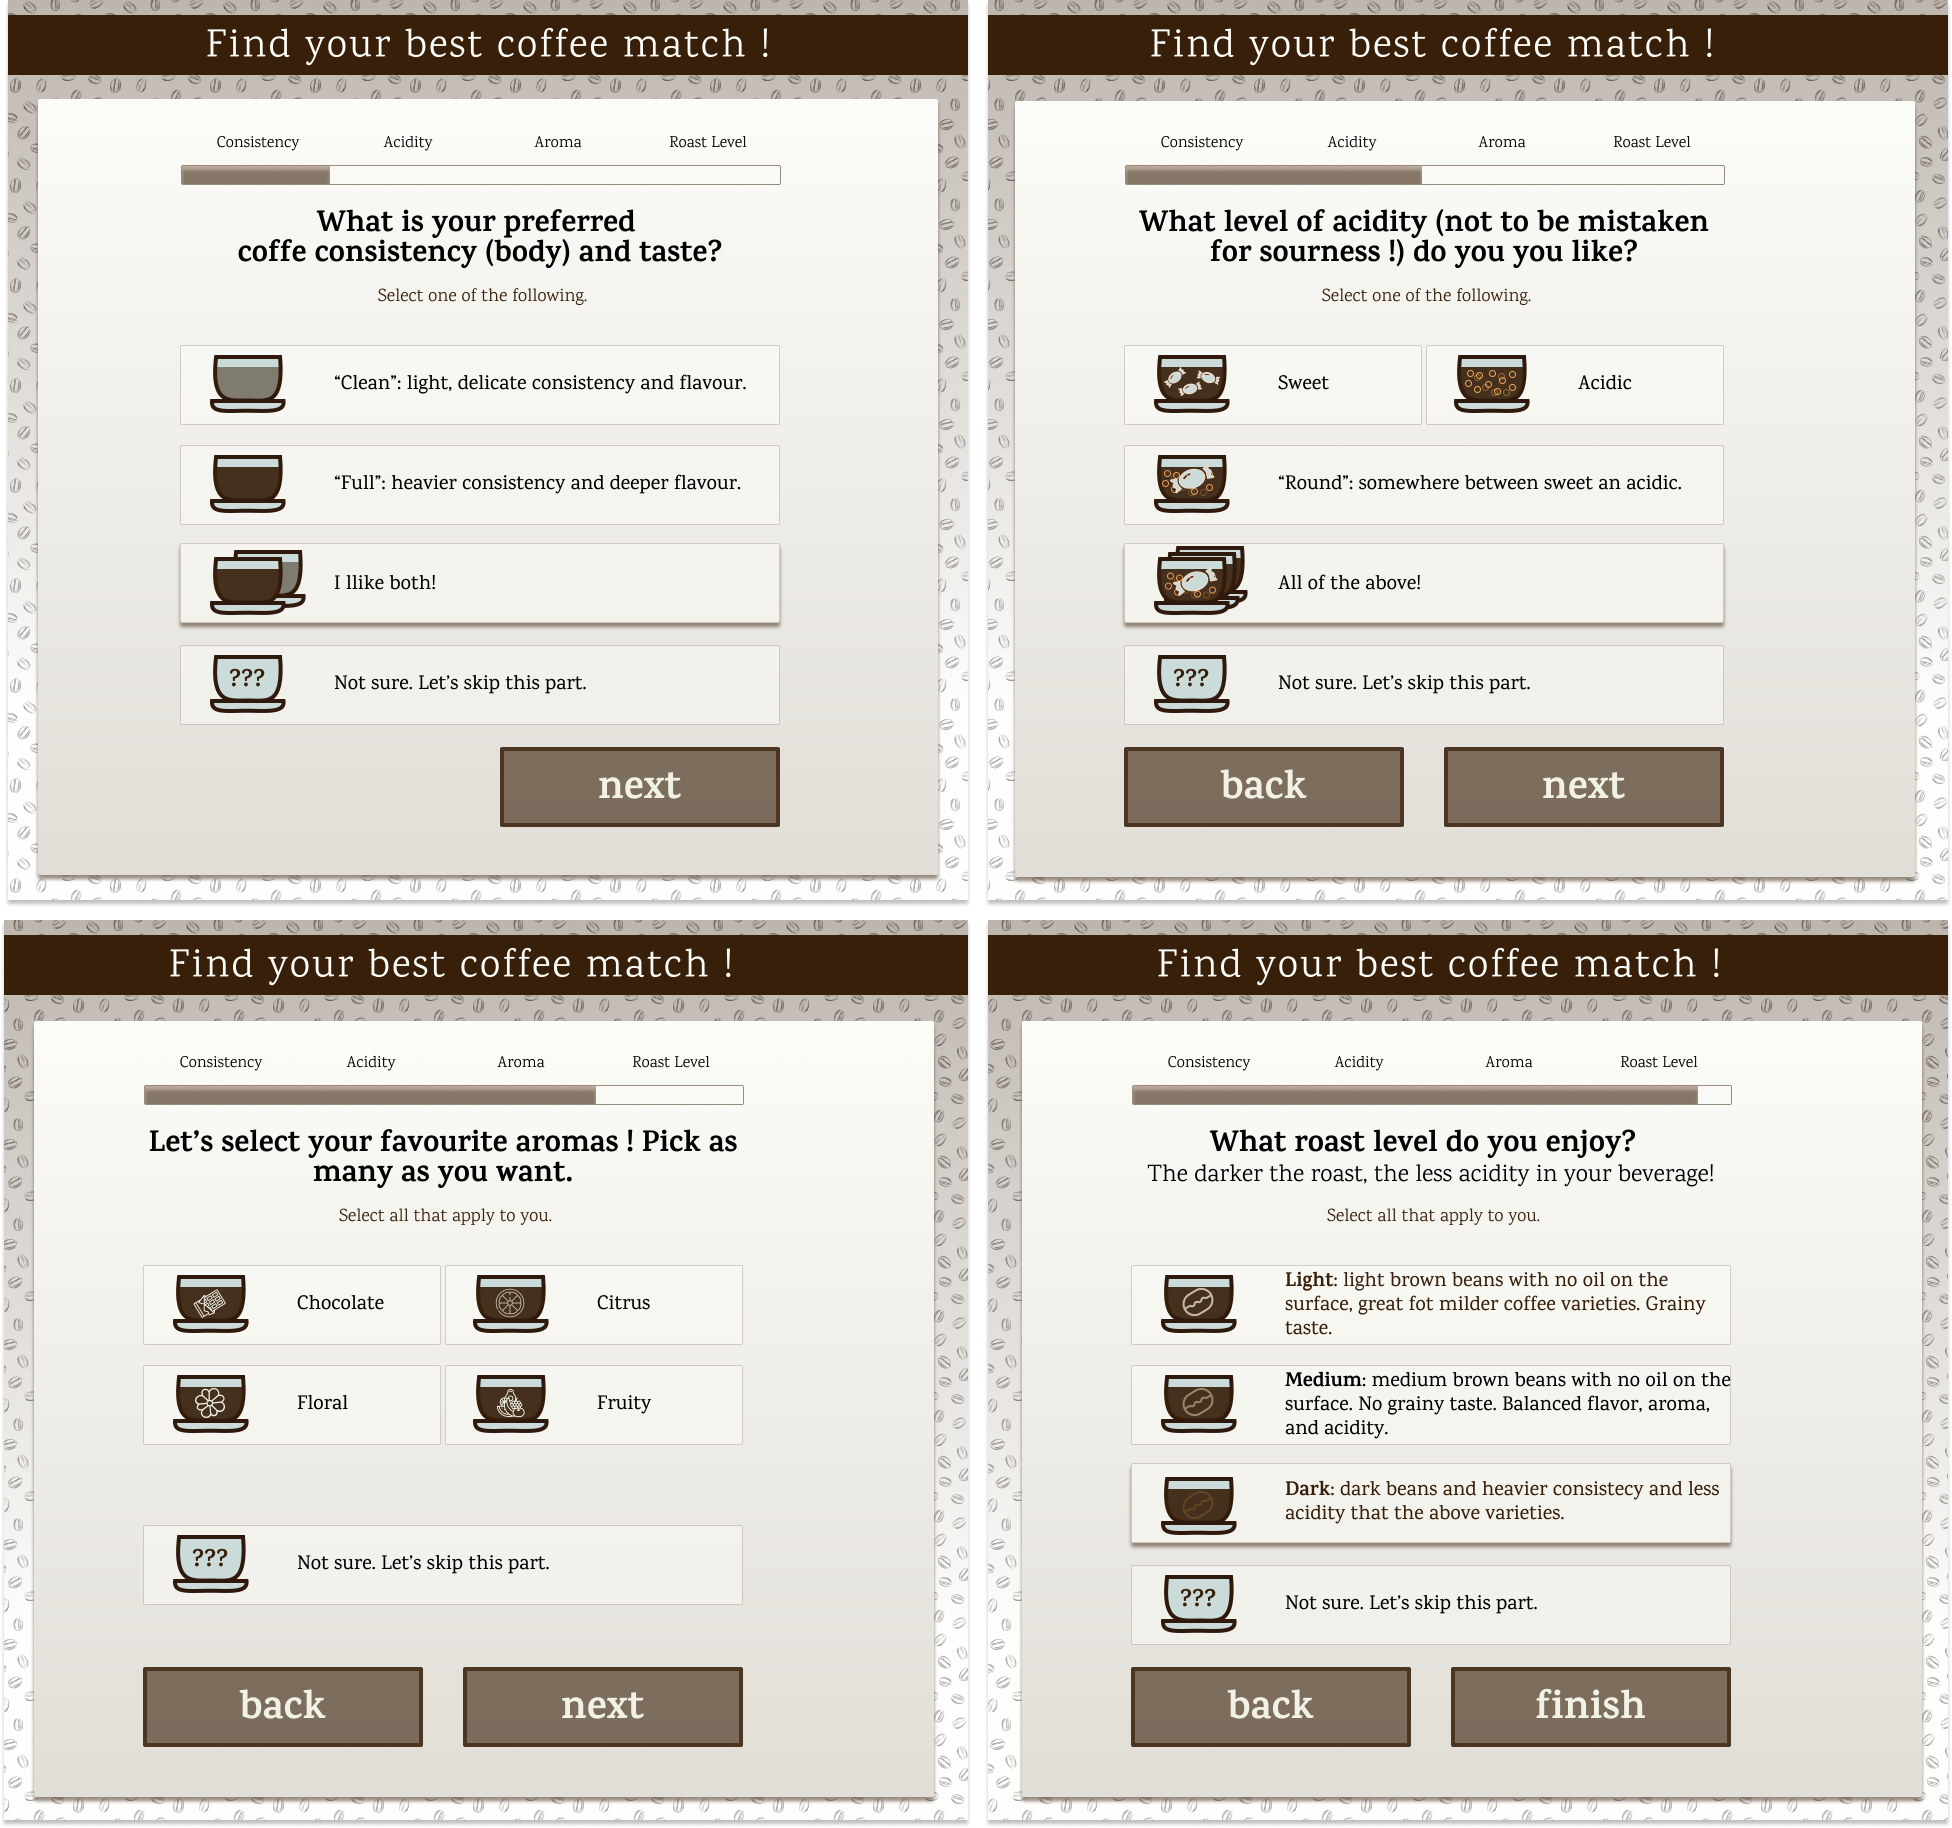 Find your best coffee match !
Consistency Acidity Aroma Roast Level
What is your preferred
coffe consistency (body) and taste?
Select one of the following.
“Clean”: light, delicate consistency and flavour.
“Full”: heavier consistency and deeper flavour.
I llike both!
???
Not sure. Let’s skip this part.
next
Find your best coffee match !
Consistency Acidity Aroma Roast Level
What level of acidity (not to be mistaken
for sourness !) do you you like?
Select one of the following.
Sweet
Acidic
“Round”: somewhere between sweet an acidic.
All of the above!
???
Not sure. Let’s skip this part.
back
next
Find your best coffee match !
Consistency Acidity Aroma Roast Level
Let’s select your favourite aromas ! Pick as
many as you want.
Select all that apply to you.
Chocolate
Citrus
Floral
Fruity
???
Not sure. Let’s skip this part.
back
next
Find your best coffee match !
Consistency Acidity Aroma Roast Level
What roast level do you enjoy?
The darker the roast, the less acidity in your beverage!
Select all that apply to you.
Light: light brown beans with no oil on the
surface, great fot milder coffee varieties. Grainy
taste.
Medium: medium brown beans with no oil on the
surface. No grainy taste. Balanced flavor, aroma,
and acidity.
Dark: dark beans and heavier consistecy and less
acidity that the above varieties.
???
Not sure. Let’s skip this part.
back
finish